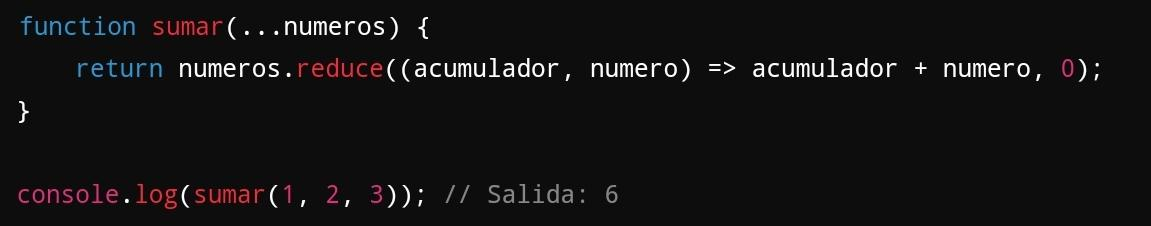 function sumar(...numeros) {
    return numeros.reduce((acumulador, numero) => acumulador + numero, 0);
}

console.log(sumar(1, 2, 3)); // Salida: 6